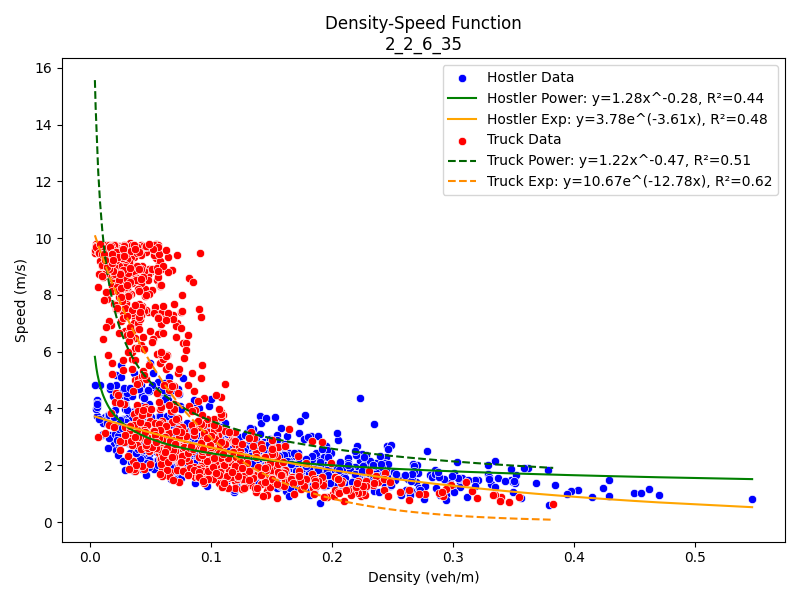 Density-Speed Function
2_2_6_35
Hostler Data
Hostler Power: y=1.28x^-0.28, R²=0.44
Hostler Exp: y=3.78e^(-3.61x), R²=0.48
Truck Data
Truck Power: y=1.22x^-0.47, R²=0.51
Truck Exp: y=10.67e^(-12.78x), R²=0.62
16
14
12
10
8
6
4
2
0
Speed (m/s)
0.0 0.1 0.2 0.3 0.4 0.5
Density (veh/m)